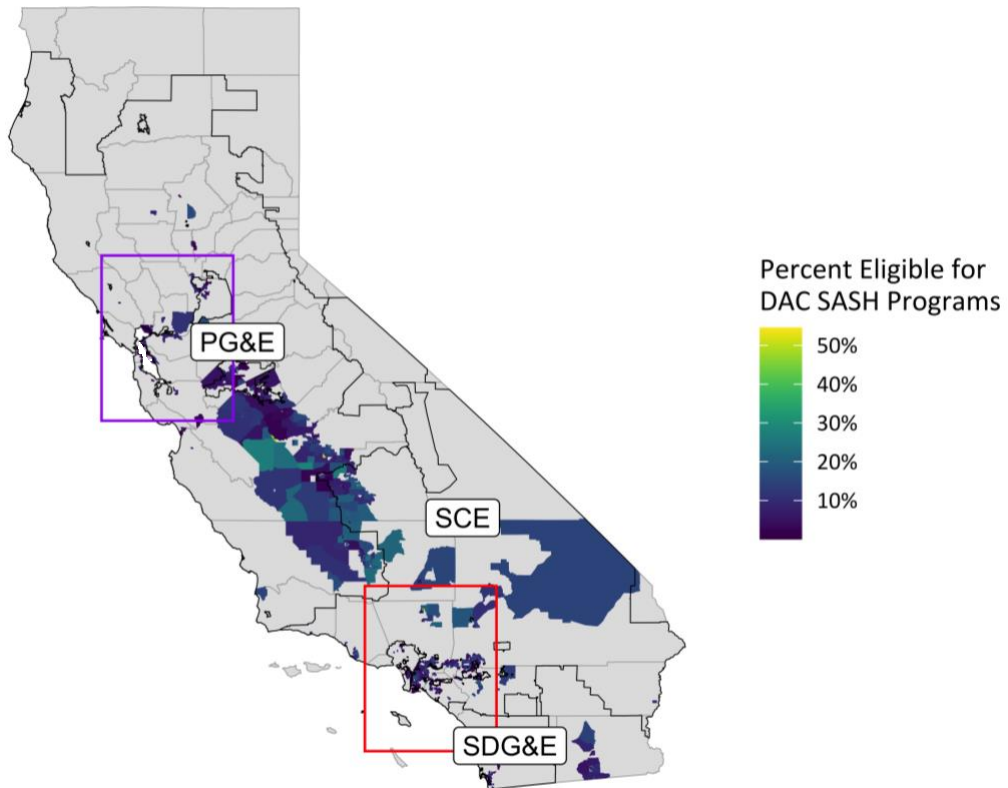 PG&E
SCE
SDG&E
Percent Eligible for
DAC SASH Programs
50%
40%
30%
20%
10%